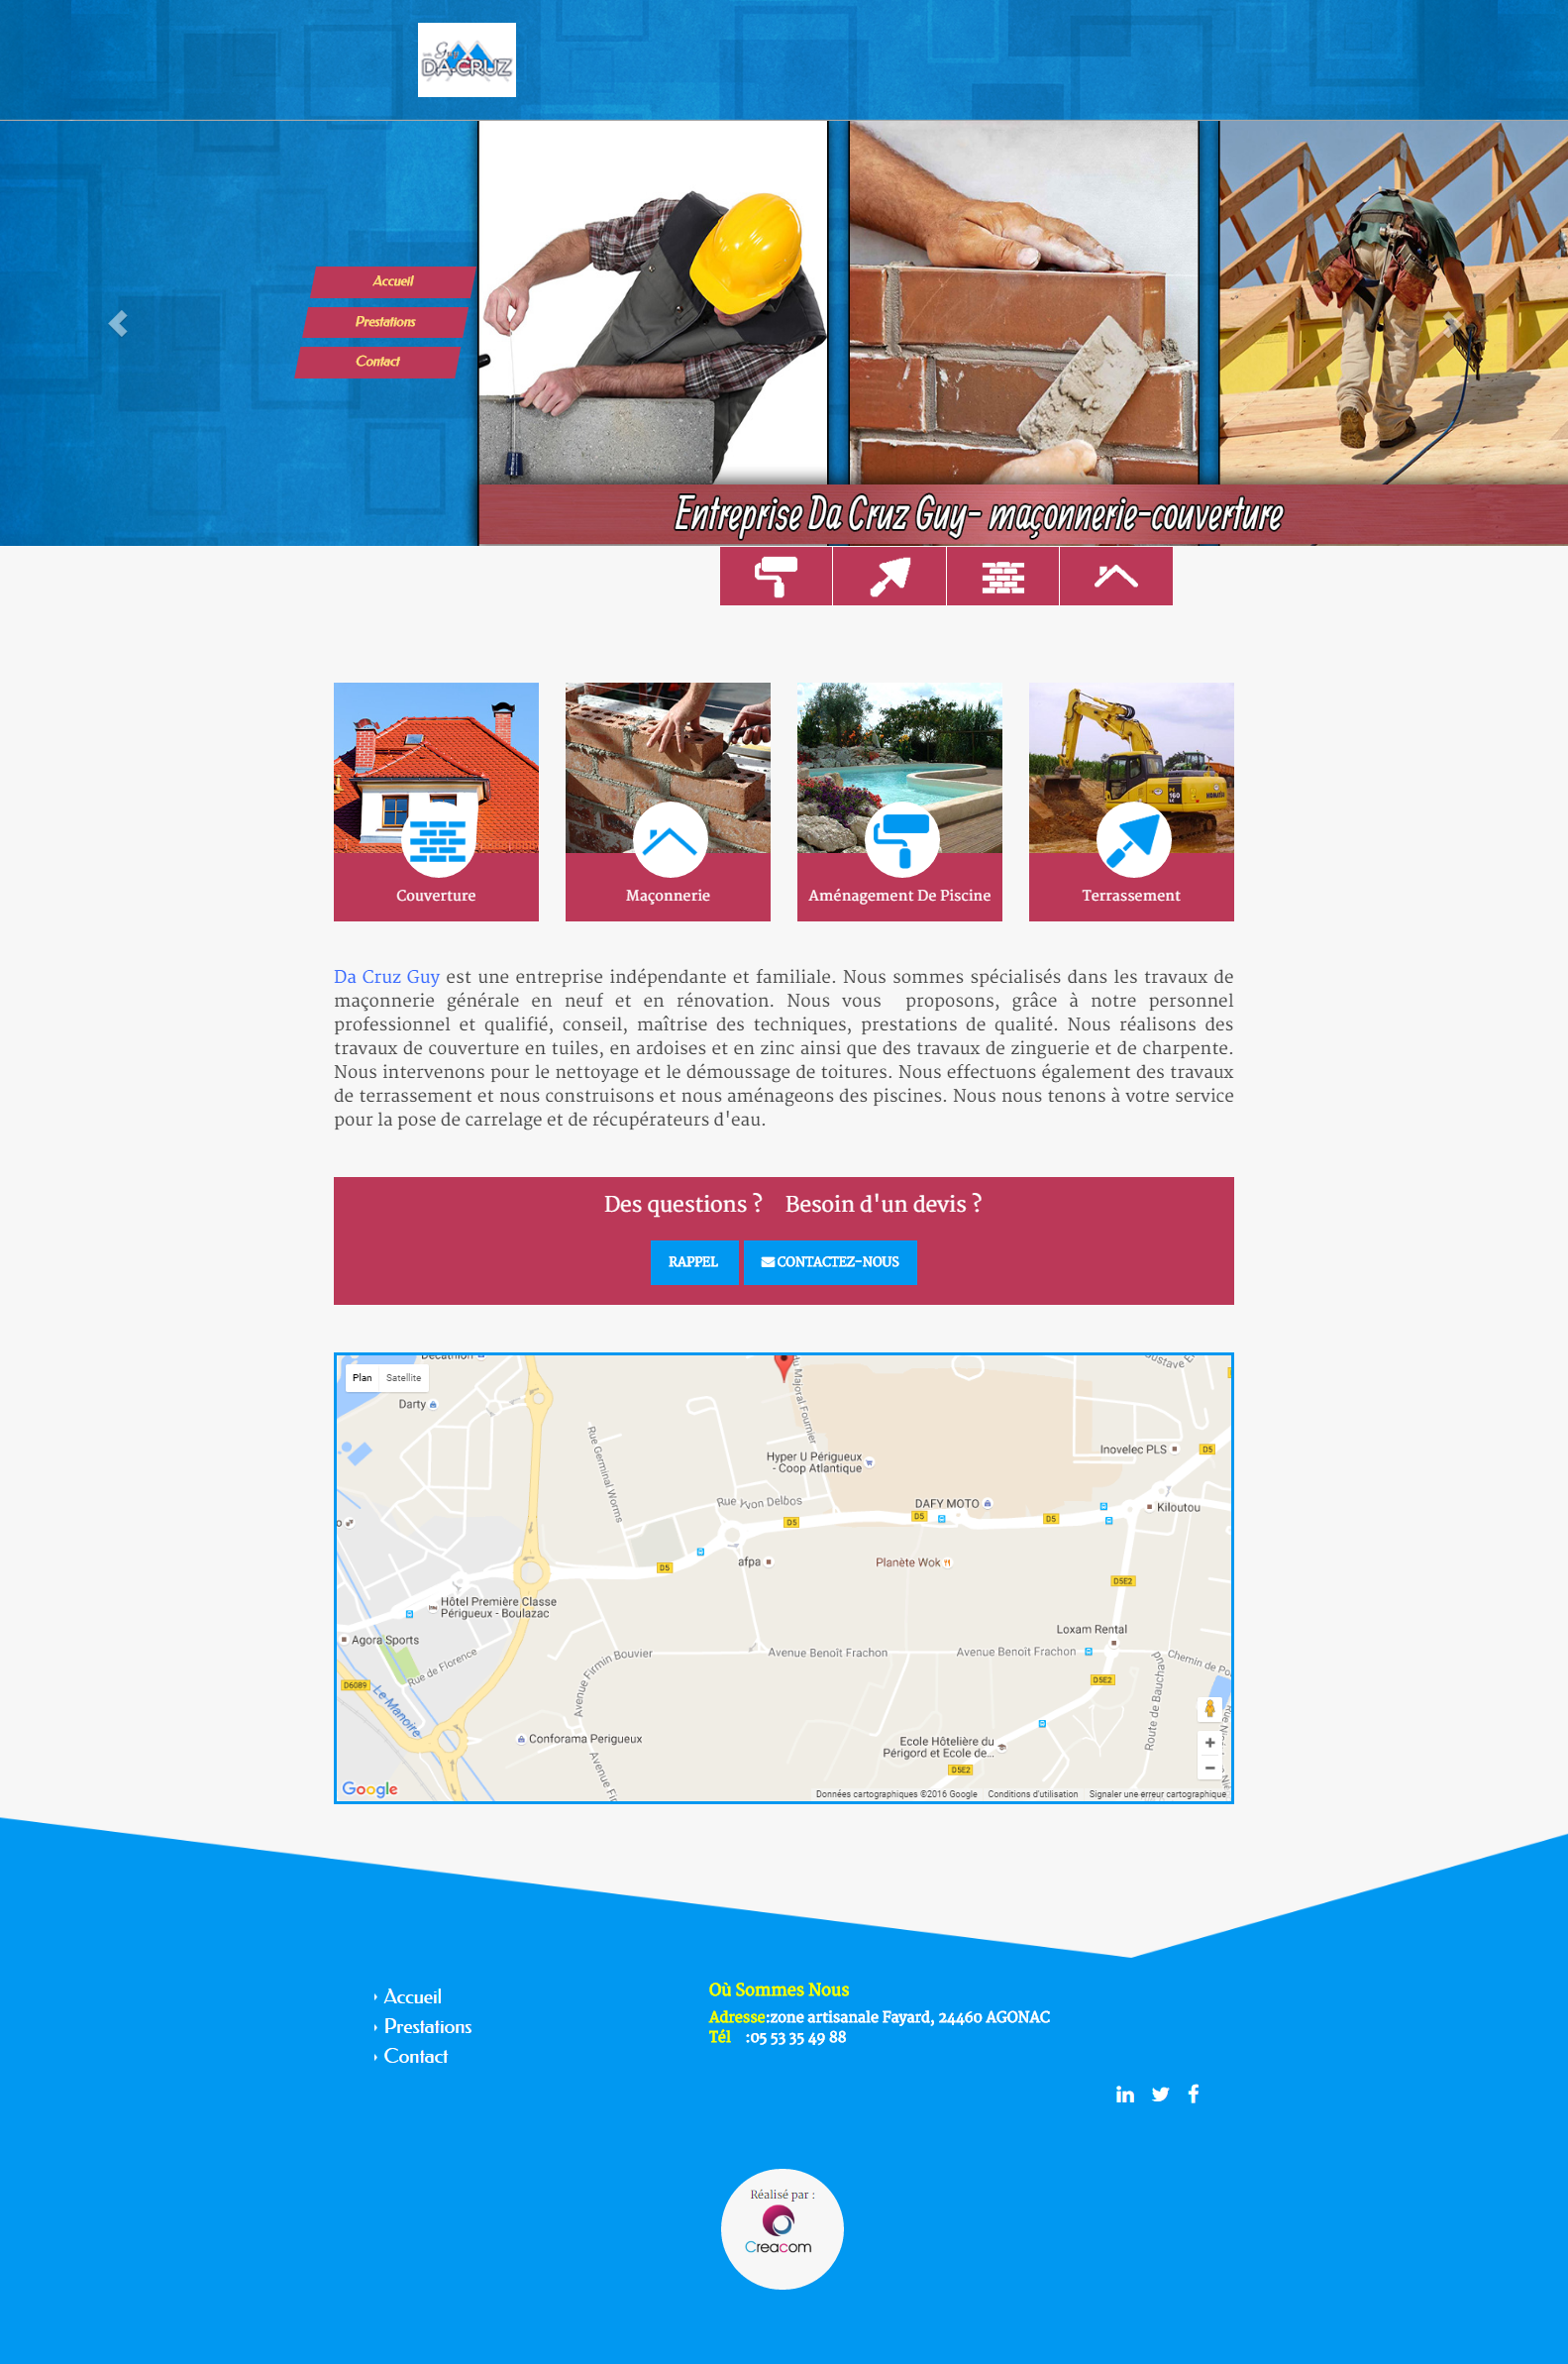 Guy
DA CRUZ
Accueil
Prestations
Contact
Entreprise Da Cruz Guy- maçonnerie-couverture
Couverture
Maçonnerie
Aménagement De Piscine
Terrassement
Da Cruz Guy est une entreprise indépendante et familiale. Nous sommes spécialisés dans les travaux de
maçonnerie générale en neuf et en rénovation. Nous vous proposons, grâce à notre personnel
professionnel et qualifié, conseil, maîtrise des techniques, prestations de qualité. Nous réalisons des
travaux de couverture en tuiles, en ardoises et en zinc ainsi que des travaux de zinguerie et de charpente.
Nous intervenons pour le nettoyage et le démoussage de toitures. Nous effectuons également des travaux
de terrassement et nous construisons et nous aménageons des piscines. Nous nous tenons à votre service
pour la pose de carrelage et de récupérateurs d'eau.
Des questions ? Besoin d'un devis ?
RAPPEL
CONTACTEZ-NOUS
Decathlon
Plan Satellite
Darty
Rue Germinal Worms
du Majoral Fournier
Hyper U Périgueux
- Coop Atlantique
Inovelec PLS
D5
Rue Yvon Delbos
DAFY MOTO
Kiloutou
D5
D5
D5
D5
afpa
Planète Wok
D5E2
Hôtel Première Classe
Périgueux - Boulazac
Agora Sports
Loxam Rental
Rue de Florence
Avenue Firmin Bouvier
Avenue Benoît Frachon
Avenue Benoît Frachon
Chemin de
D6089
D5E2
Le Manoire
Route de
Conforama Perigueux
Ecole Hôtelière du
Périgord et Ecole de...
D5E2
Google
Données cartographiques ©2016 Google
Conditions d'utilisation
Signaler une erreur cartographique
Accueil
Prestations
Contact
Où Sommes Nous
Adresse:zone artisanale Fayard, 24460 AGONAC
Tél :05 53 35 49 88
Réalisé par :
Creacom